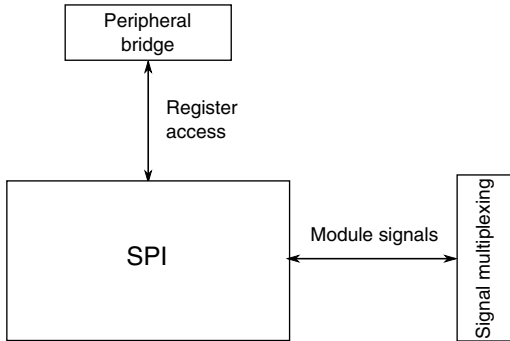 Peripheral
bridge
Register
access
SPI
Module signals
Signal multiplexing